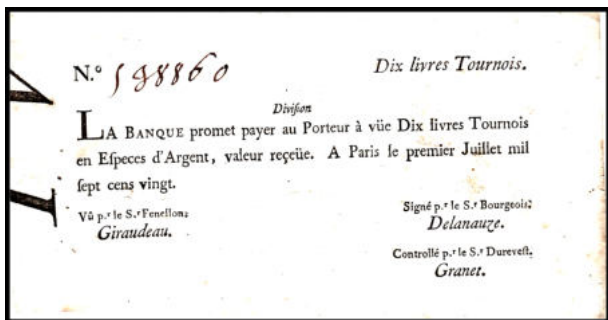 N.º 598860 Dix livres Tournois.
Division
LA BANQUE promet payer au Porteur à vüe Dix livres Tournois
en Eſpeces d'Argent, valeur reçeüe. A Paris le premier Juillet mil
ſept cens vingt.
Vû p.r le S.r Feneſlon;
Giraudeau.
Signé p.r le S.r Bourgeois;
Delanauze.
Controllé p.r le S.r Dureveſt.
Granet.